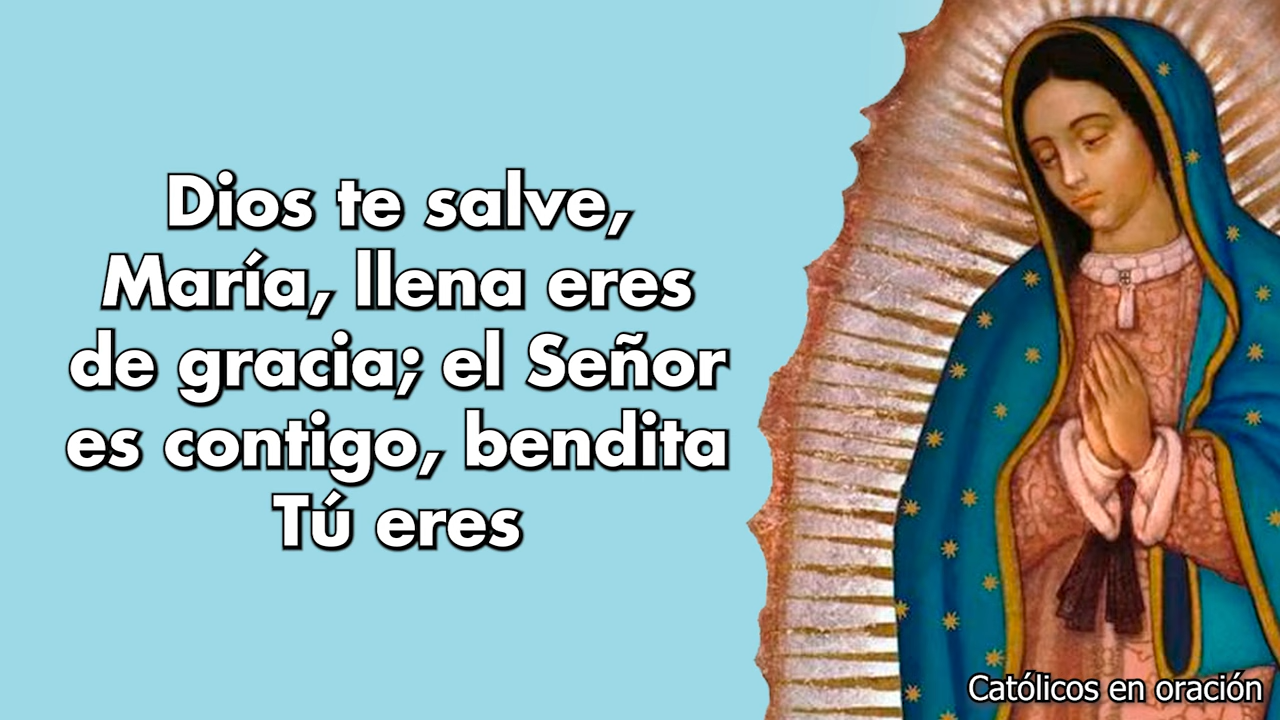 Dios te salve,
María, llena eres
de gracia; el Señor
es contigo, bendita
Tú eres
Católicos en oración